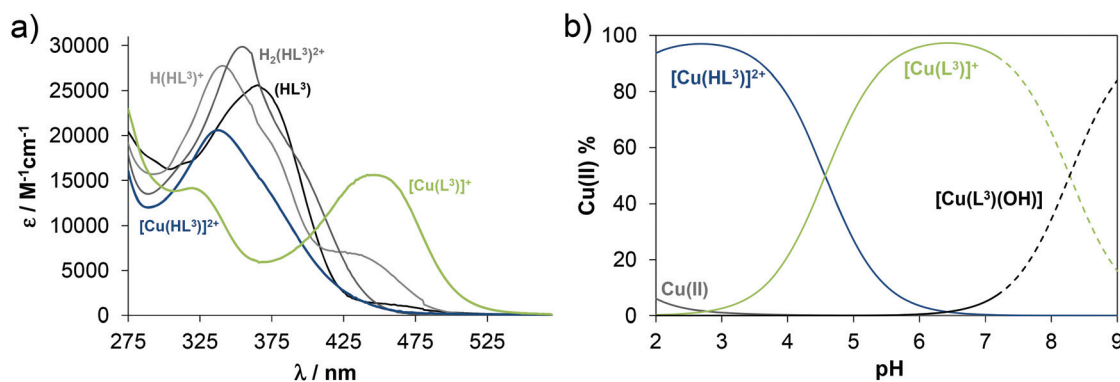 a)
30000
25000
20000
15000
10000
5000
0
ε / M⁻¹cm⁻¹
H(HL³)⁺
H₂(HL³)²⁺
(HL³)
[Cu(HL³)]²⁺
[Cu(L³)]⁺
275 325 375 425 475 525
λ / nm
b)
100
80
60
40
20
0
Cu(II) %
[Cu(HL³)]²⁺
[Cu(L³)]⁺
[Cu(L³)(OH)]
Cu(II)
2 3 4 5 6 7 8 9
pH